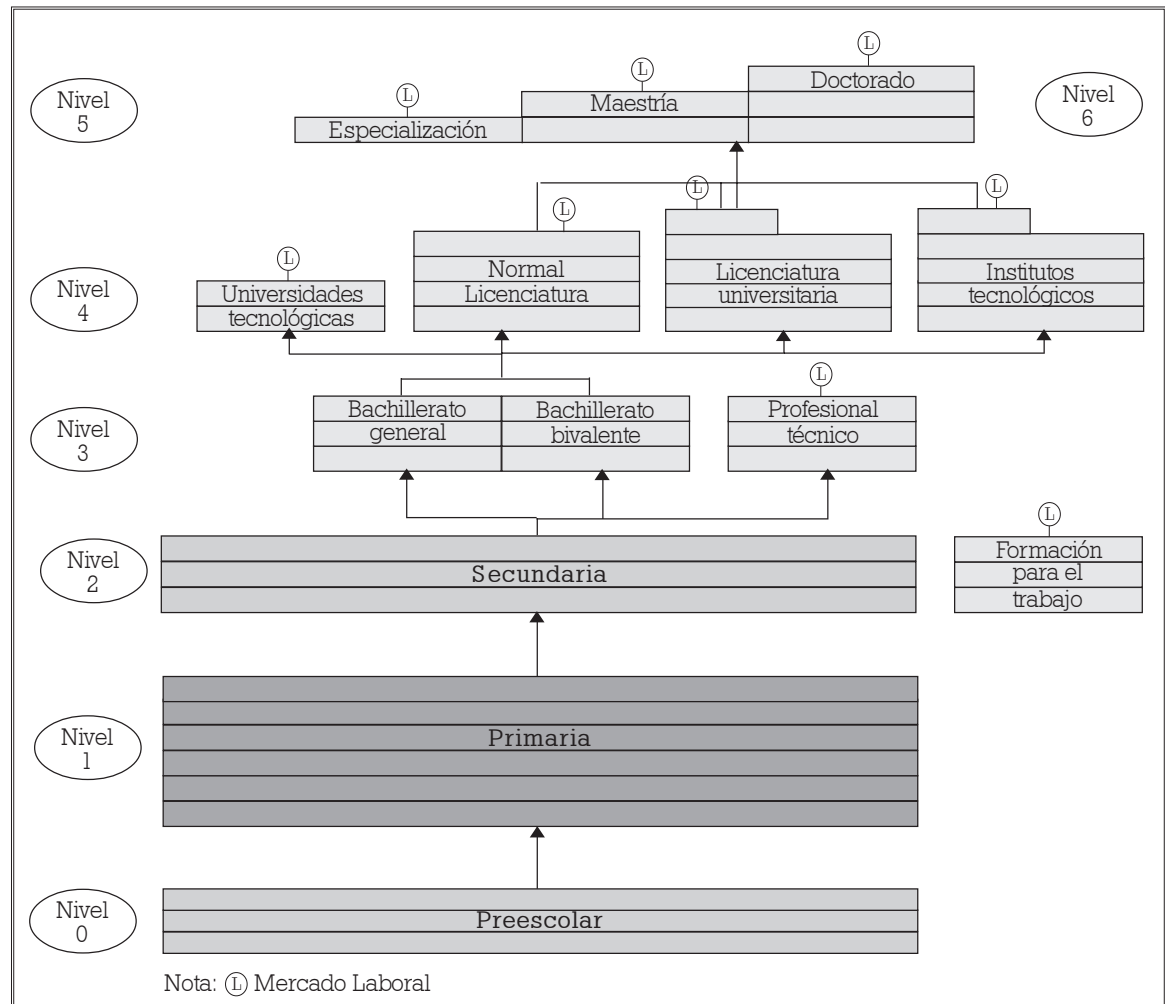 Ⓛ
Doctorado
Ⓛ
Maestría
Ⓛ
Especialización
Nivel
5
Nivel
6
Ⓛ
Universidades
tecnológicas
Ⓛ
Normal
Licenciatura
Ⓛ
Licenciatura
universitaria
Ⓛ
Institutos
tecnológicos
Nivel
4
Bachillerato
general
Bachillerato
bivalente
Ⓛ
Profesional
técnico
Nivel
3
Nivel
2
Secundaria
Ⓛ
Formación
para el
trabajo
Nivel
1
Primaria
Nivel
0
Preescolar
Nota: Ⓛ Mercado Laboral